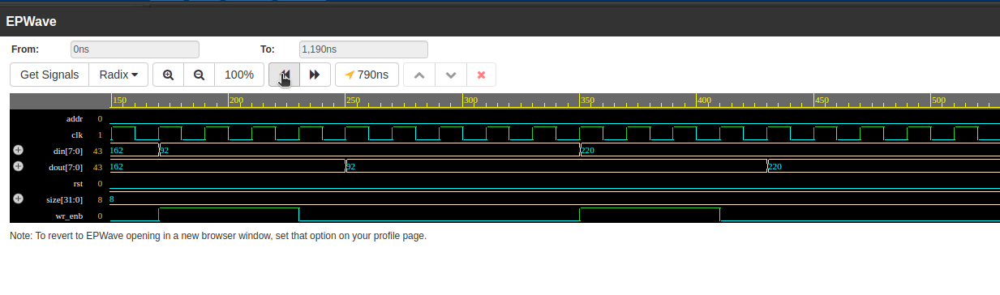 EPWave
From: 0ns To: 1,190ns
Get Signals Radix 100% 790ns
150 200 250 300 350 400 450 500
addr 0
clk 1
din[7:0] 43 162 92 220
dout[7:0] 43 162 92 220
rst 0
size[31:0] 8 8
wr_enb 0
Note: To revert to EPWave opening in a new browser window, set that option on your profile page.